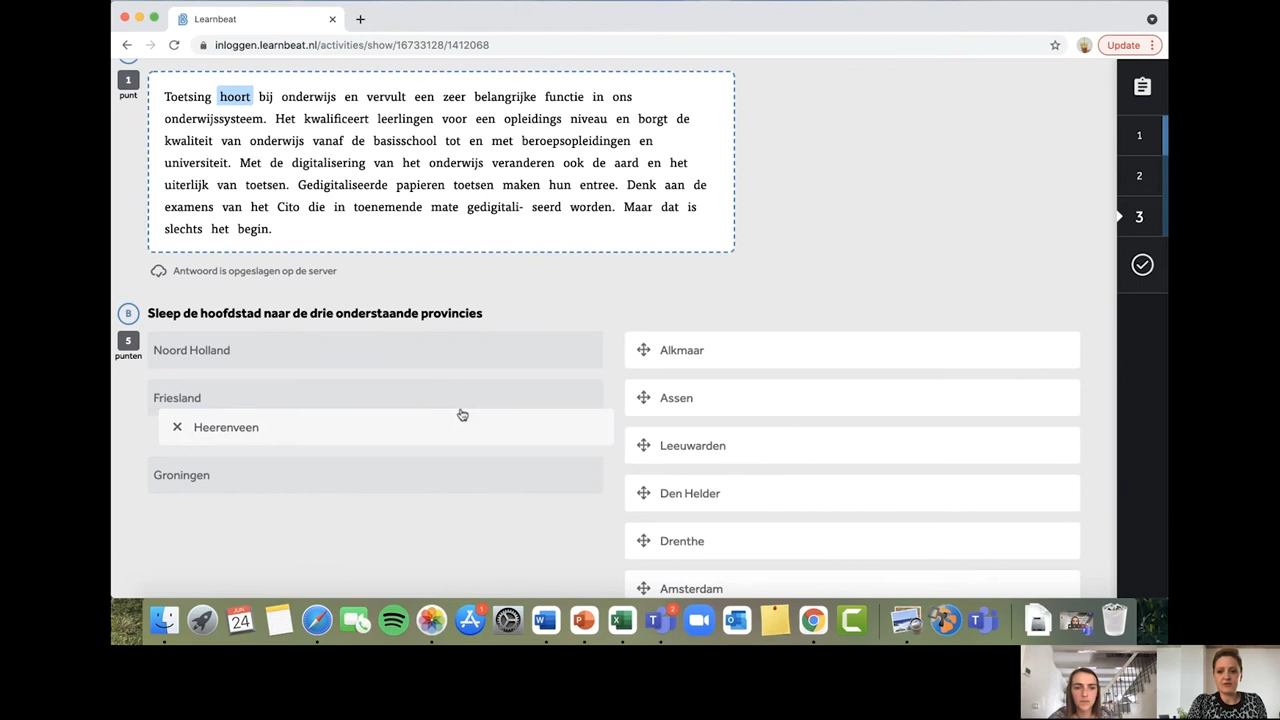 Learnbeat
inloggen.learnbeat.nl/activities/show/16733128/1412068
Update
1
punt
Toetsing hoort bij onderwijs en vervult een zeer belangrijke functie in ons
onderwijssysteem. Het kwalificeert leerlingen voor een opleidings niveau en borgt de
kwaliteit van onderwijs vanaf de basisschool tot en met beroepsopleidingen en
universiteit. Met de digitalisering van het onderwijs veranderen ook de aard en het
uiterlijk van toetsen. Gedigitaliseerde papieren toetsen maken hun entree. Denk aan de
examens van het Cito die in toenemende mate gedigitali- seerd worden. Maar dat is
slechts het begin.
Antwoord is opgeslagen op de server
B
Sleep de hoofdstad naar de drie onderstaande provincies
5
punten
Noord Holland
Friesland
Heerenveen
Groningen
Alkmaar
Assen
Leeuwarden
Den Helder
Drenthe
Amsterdam
1
2
3
JUN
24
1
2